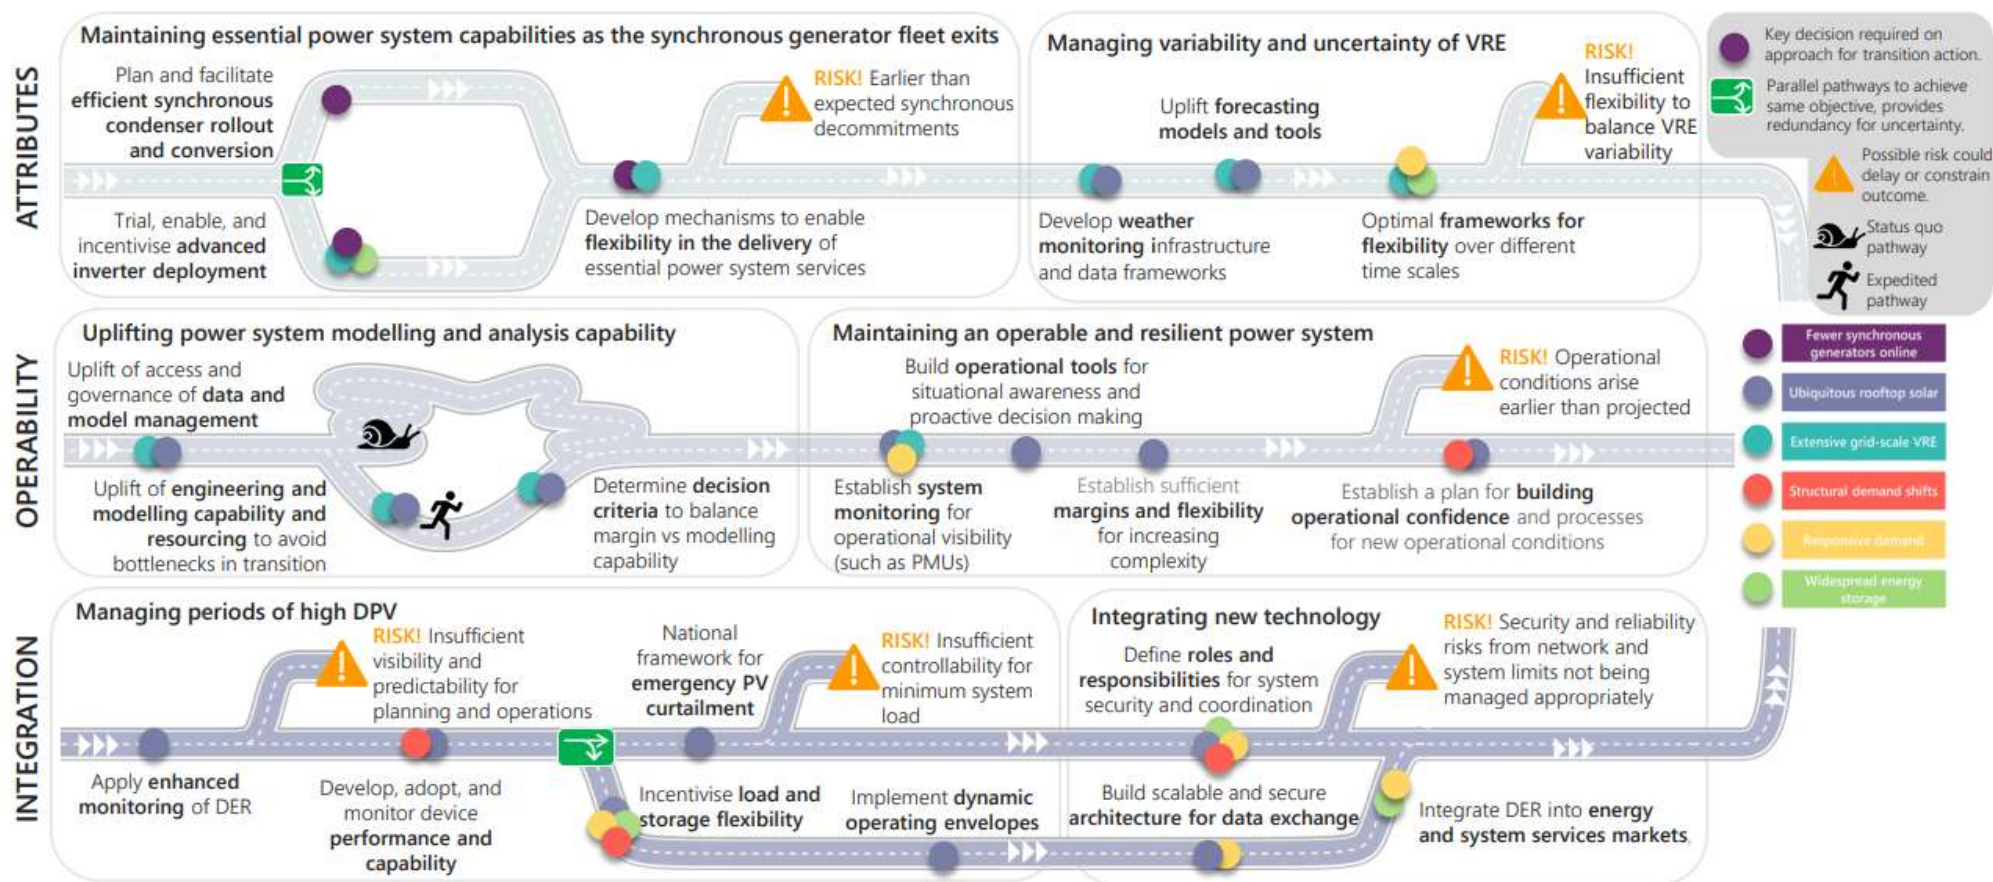 ATTRIBUTES
Maintaining essential power system capabilities as the synchronous generator fleet exits
Plan and facilitate
efficient synchronous
condenser rollout
and conversion
Trial, enable, and
incentivise advanced
inverter deployment
Develop mechanisms to enable
flexibility in the delivery of
essential power system services
RISK! Earlier than
expected synchronous
decommitments
Managing variability and uncertainty of VRE
Develop weather
monitoring infrastructure
and data frameworks
Uplift forecasting
models and tools
Optimal frameworks for
flexibility over different
time scales
RISK!
Insufficient
flexibility to
balance VRE
variability
Key decision required on
approach for transition action.
Parallel pathways to achieve
same objective, provides
redundancy for uncertainty.
Possible risk could
delay or constrain
outcome.
Status quo
pathway
Expedited
pathway
Fewer synchronous
generators online
Ubiquitous rooftop solar
Extensive grid-scale VRE
Structural demand shifts
Responsive demand
Widespread energy
storage
OPERABILITY
Uplifting power system modelling and analysis capability
Uplift of access and
governance of data and
model management
Uplift of engineering and
modelling capability and
resourcing to avoid
bottlenecks in transition
Determine decision
criteria to balance
margin vs modelling
capability
Maintaining an operable and resilient power system
Establish system
monitoring for
operational visibility
(such as PMUs)
Build operational tools for
situational awareness and
proactive decision making
Establish sufficient
margins and flexibility
for increasing
complexity
Establish a plan for building
operational confidence and processes
for new operational conditions
RISK! Operational
conditions arise
earlier than projected
INTEGRATION
Managing periods of high DPV
Apply enhanced
monitoring of DER
RISK! Insufficient
visibility and
predictability for
planning and operations
Develop, adopt, and
monitor device
performance and
capability
National
framework for
emergency PV
curtailment
RISK! Insufficient
controllability for
minimum system
load
Incentivise load and
storage flexibility
Implement dynamic
operating envelopes
Integrating new technology
Define roles and
responsibilities for system
security and coordination
RISK! Security and reliability
risks from network and
system limits not being
managed appropriately
Build scalable and secure
architecture for data exchange
Integrate DER into energy
and system services markets,